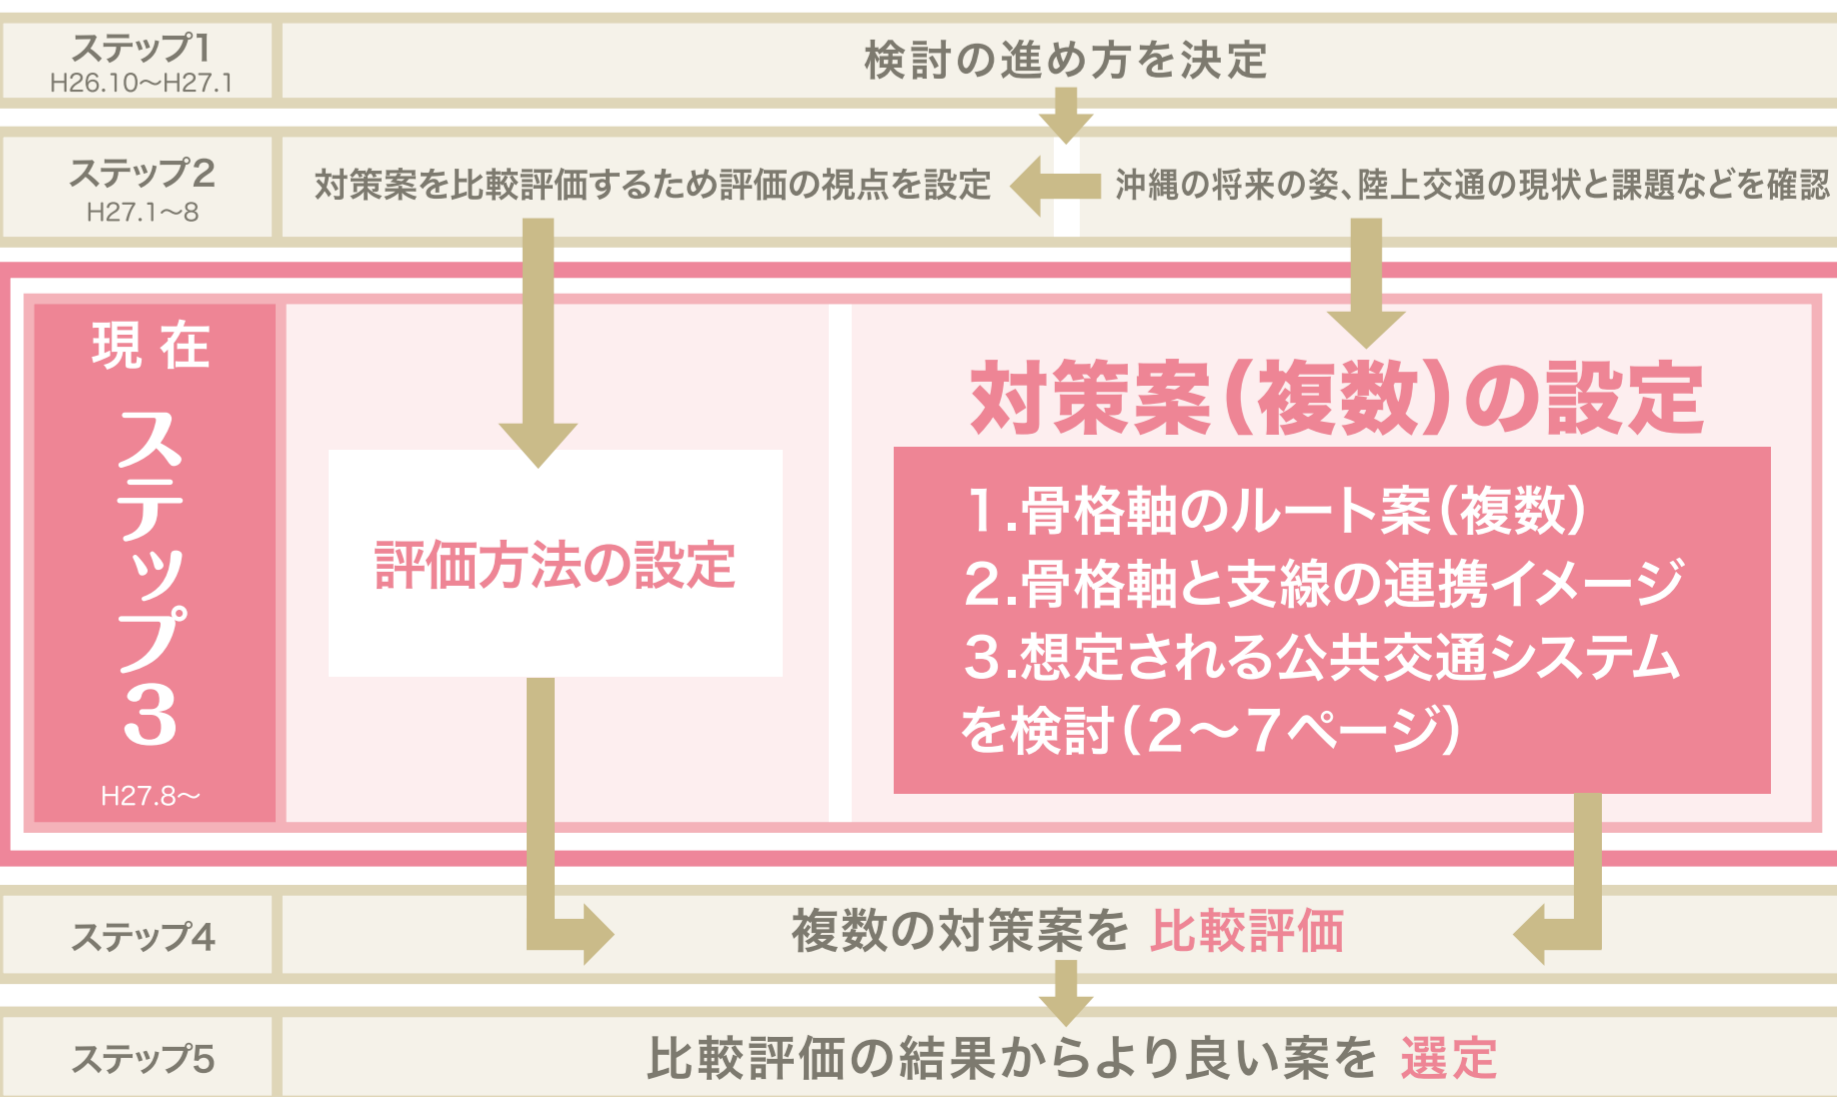 ステップ1
H26.10～H27.1
検討の進め方を決定
ステップ2
H27.1～8
対策案を比較評価するため評価の視点を設定
沖縄の将来の姿、陸上交通の現状と課題などを確認
現在
ステップ3
H27.8～
評価方法の設定
対策案(複数)の設定
1.骨格軸のルート案(複数)
2.骨格軸と支線の連携イメージ
3.想定される公共交通システム
を検討(2～7ページ)
ステップ4
複数の対策案を 比較評価
ステップ5
比較評価の結果からより良い案を 選定